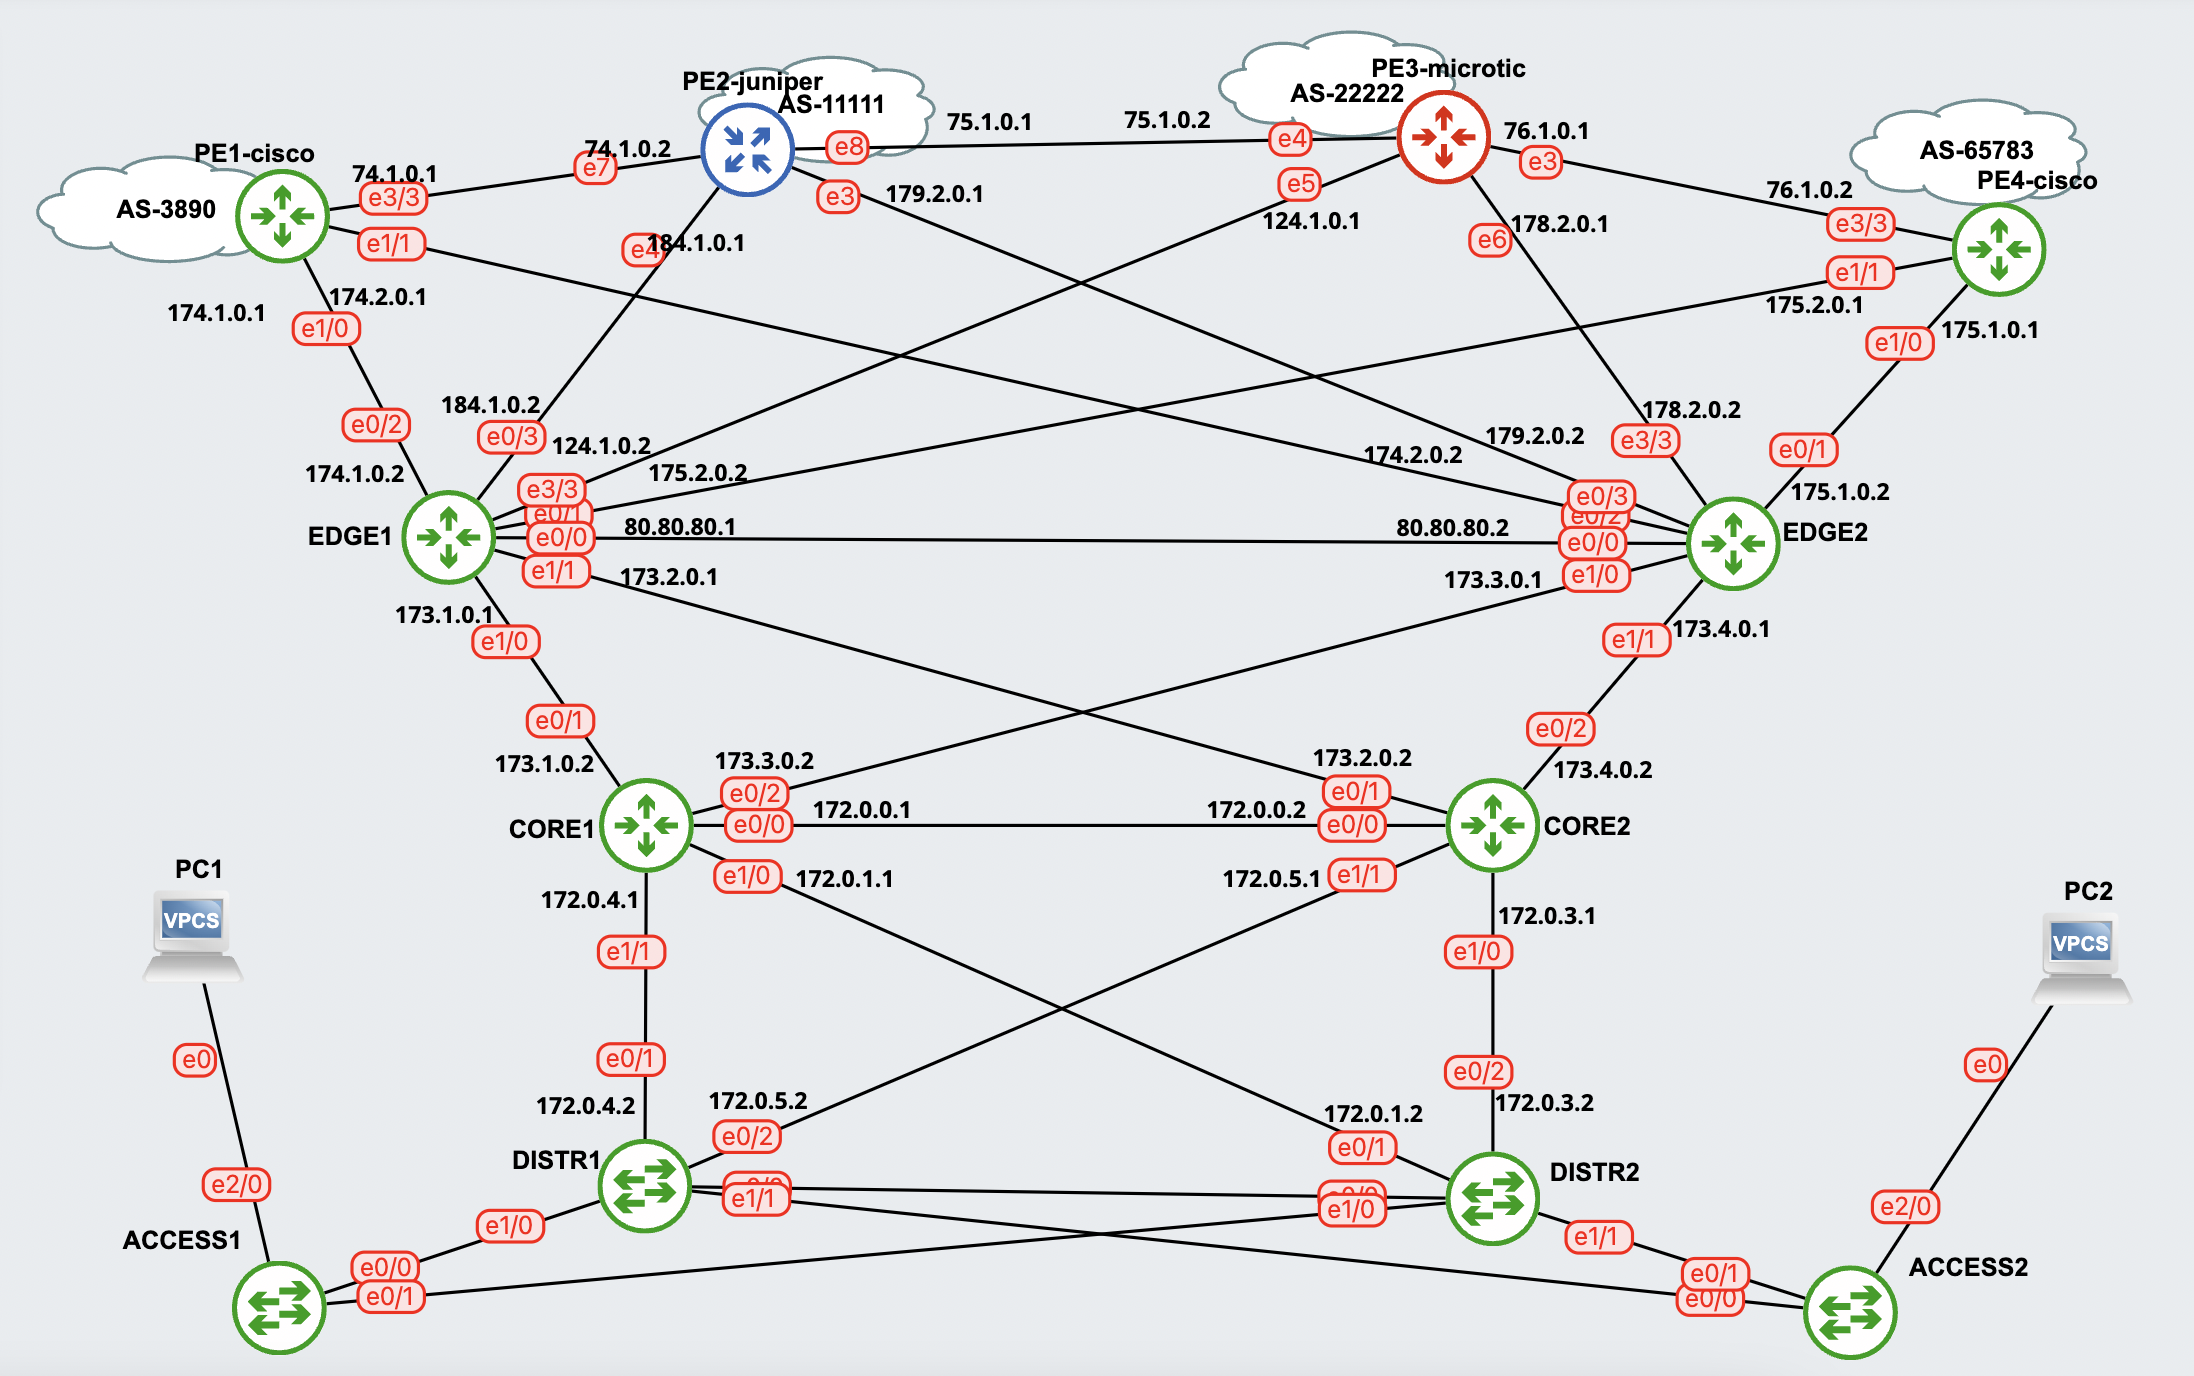 PE3-microtic
PE2-juniper
AS-22222
AS-11111
75.1.0.1
75.1.0.2
76.1.0.1
e4
e3
e8
PE1-cisco
74.1.0.2
e7
AS-65783
PE4-cisco
74.1.0.1
e3/3
AS-3890
e3
179.2.0.1
e5
124.1.0.1
76.1.0.2
e3/3
e1/1
e4
184.1.0.1
e6
178.2.0.1
e1/1
175.2.0.1
174.2.0.1
174.1.0.1
e1/0
175.1.0.1
e1/0
184.1.0.2
e0/2
e0/3
124.1.0.2
178.2.0.2
179.2.0.2
e3/3
e0/1
174.1.0.2
175.2.0.2
174.2.0.2
e3/3
e0/3
175.1.0.2
e0/1
e0/2
EDGE1
e0/0
80.80.80.1
80.80.80.2
e0/0
EDGE2
e1/1
173.2.0.1
173.3.0.1
e1/0
173.1.0.1
e1/0
e1/1
173.4.0.1
e0/1
e0/2
173.1.0.2
173.3.0.2
173.2.0.2
173.4.0.2
e0/2
e0/1
CORE1
e0/0
172.0.0.1
172.0.0.2
e0/0
CORE2
PC1
e1/0
172.0.1.1
172.0.5.1
e1/1
PC2
172.0.4.1
172.0.3.1
VPCS
VPCS
e1/1
e1/0
e0
e0/1
e0/2
e0
172.0.4.2
172.0.5.2
172.0.1.2
172.0.3.2
e0/2
e0/1
DISTR1
DISTR2
e2/0
e1/1
e1/0
e2/0
e1/0
e1/1
ACCESS1
e0/0
e0/1
ACCESS2
e0/1
e0/0